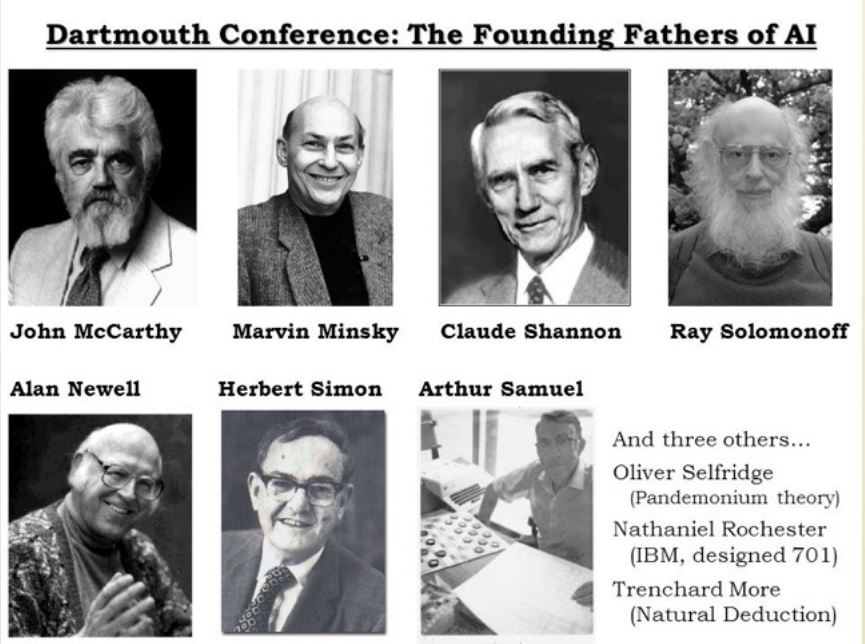 Dartmouth Conference: The Founding Fathers of AI
John McCarthy
Marvin Minsky
Claude Shannon
Ray Solomonoff
Alan Newell
Herbert Simon
Arthur Samuel
And three others...
Oliver Selfridge
(Pandemonium theory)
Nathaniel Rochester
(IBM, designed 701)
Trenchard More
(Natural Deduction)